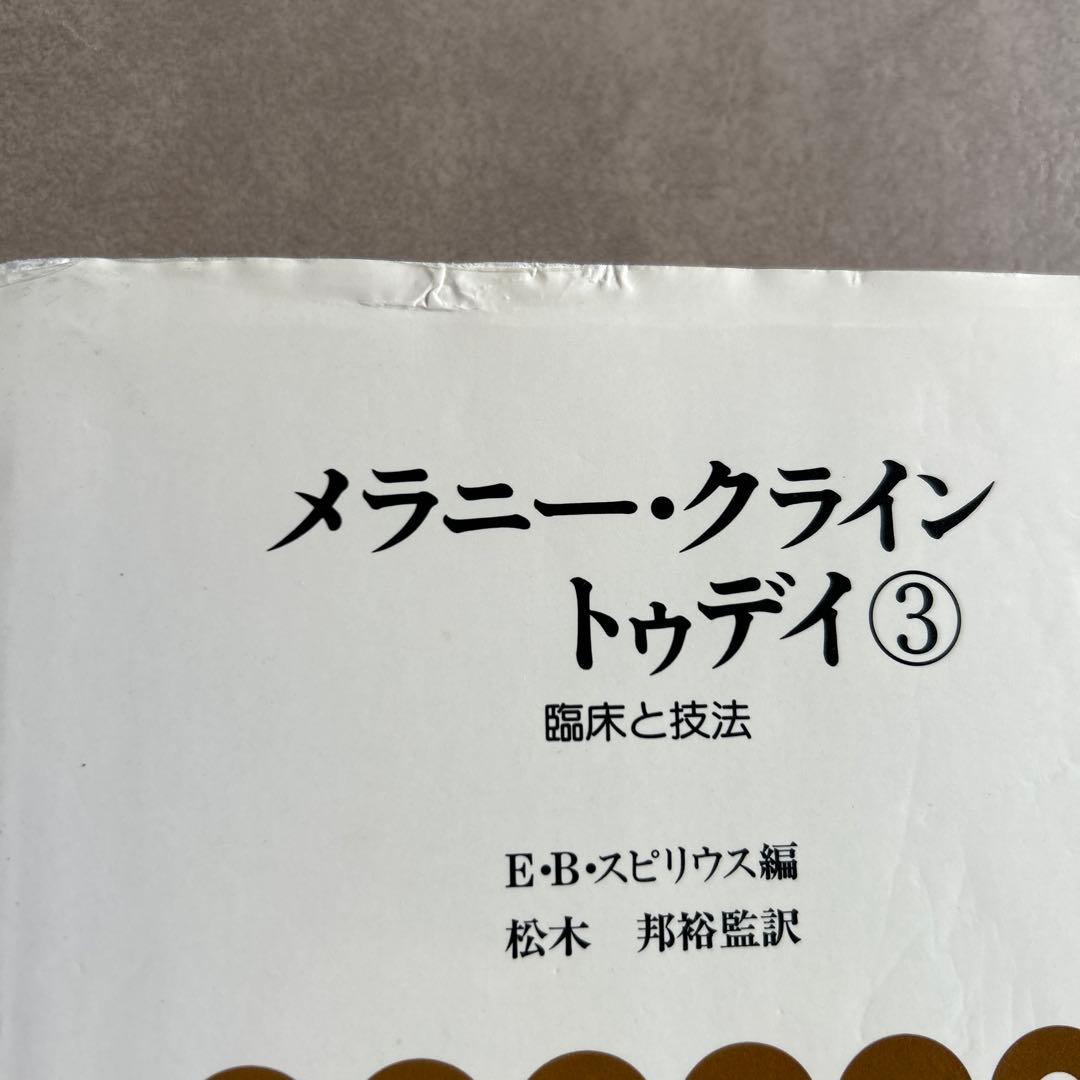 メラニー・クライン
トゥデイ③
臨床と技法
E・B・スピリウス編
松木　邦裕監訳